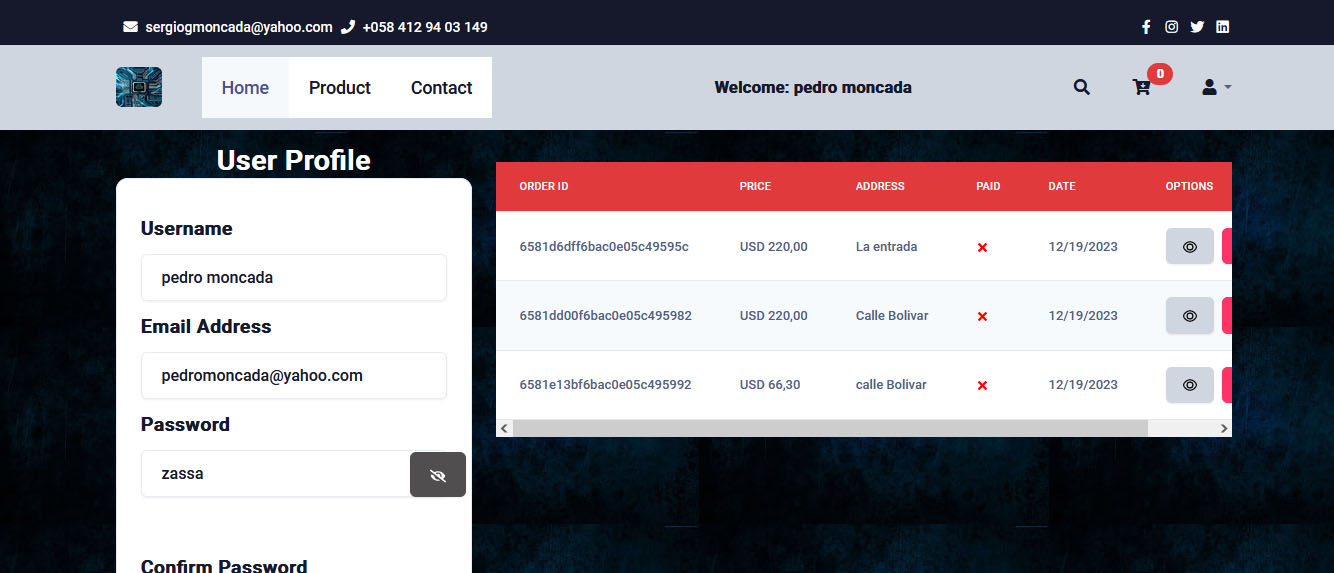 sergiogmoncada@yahoo.com +058 412 94 03 149
Home Product Contact Welcome: pedro moncada 0
User Profile
Username
pedro moncada
Email Address
pedromoncada@yahoo.com
Password
zassa
Confirm Password
ORDER ID PRICE ADDRESS PAID DATE OPTIONS
6581d6dff6bac0e05c49595c USD 220,00 La entrada 12/19/2023
6581dd00f6bac0e05c495982 USD 220,00 Calle Bolivar 12/19/2023
6581e13bf6bac0e05c495992 USD 66,30 calle Bolivar 12/19/2023